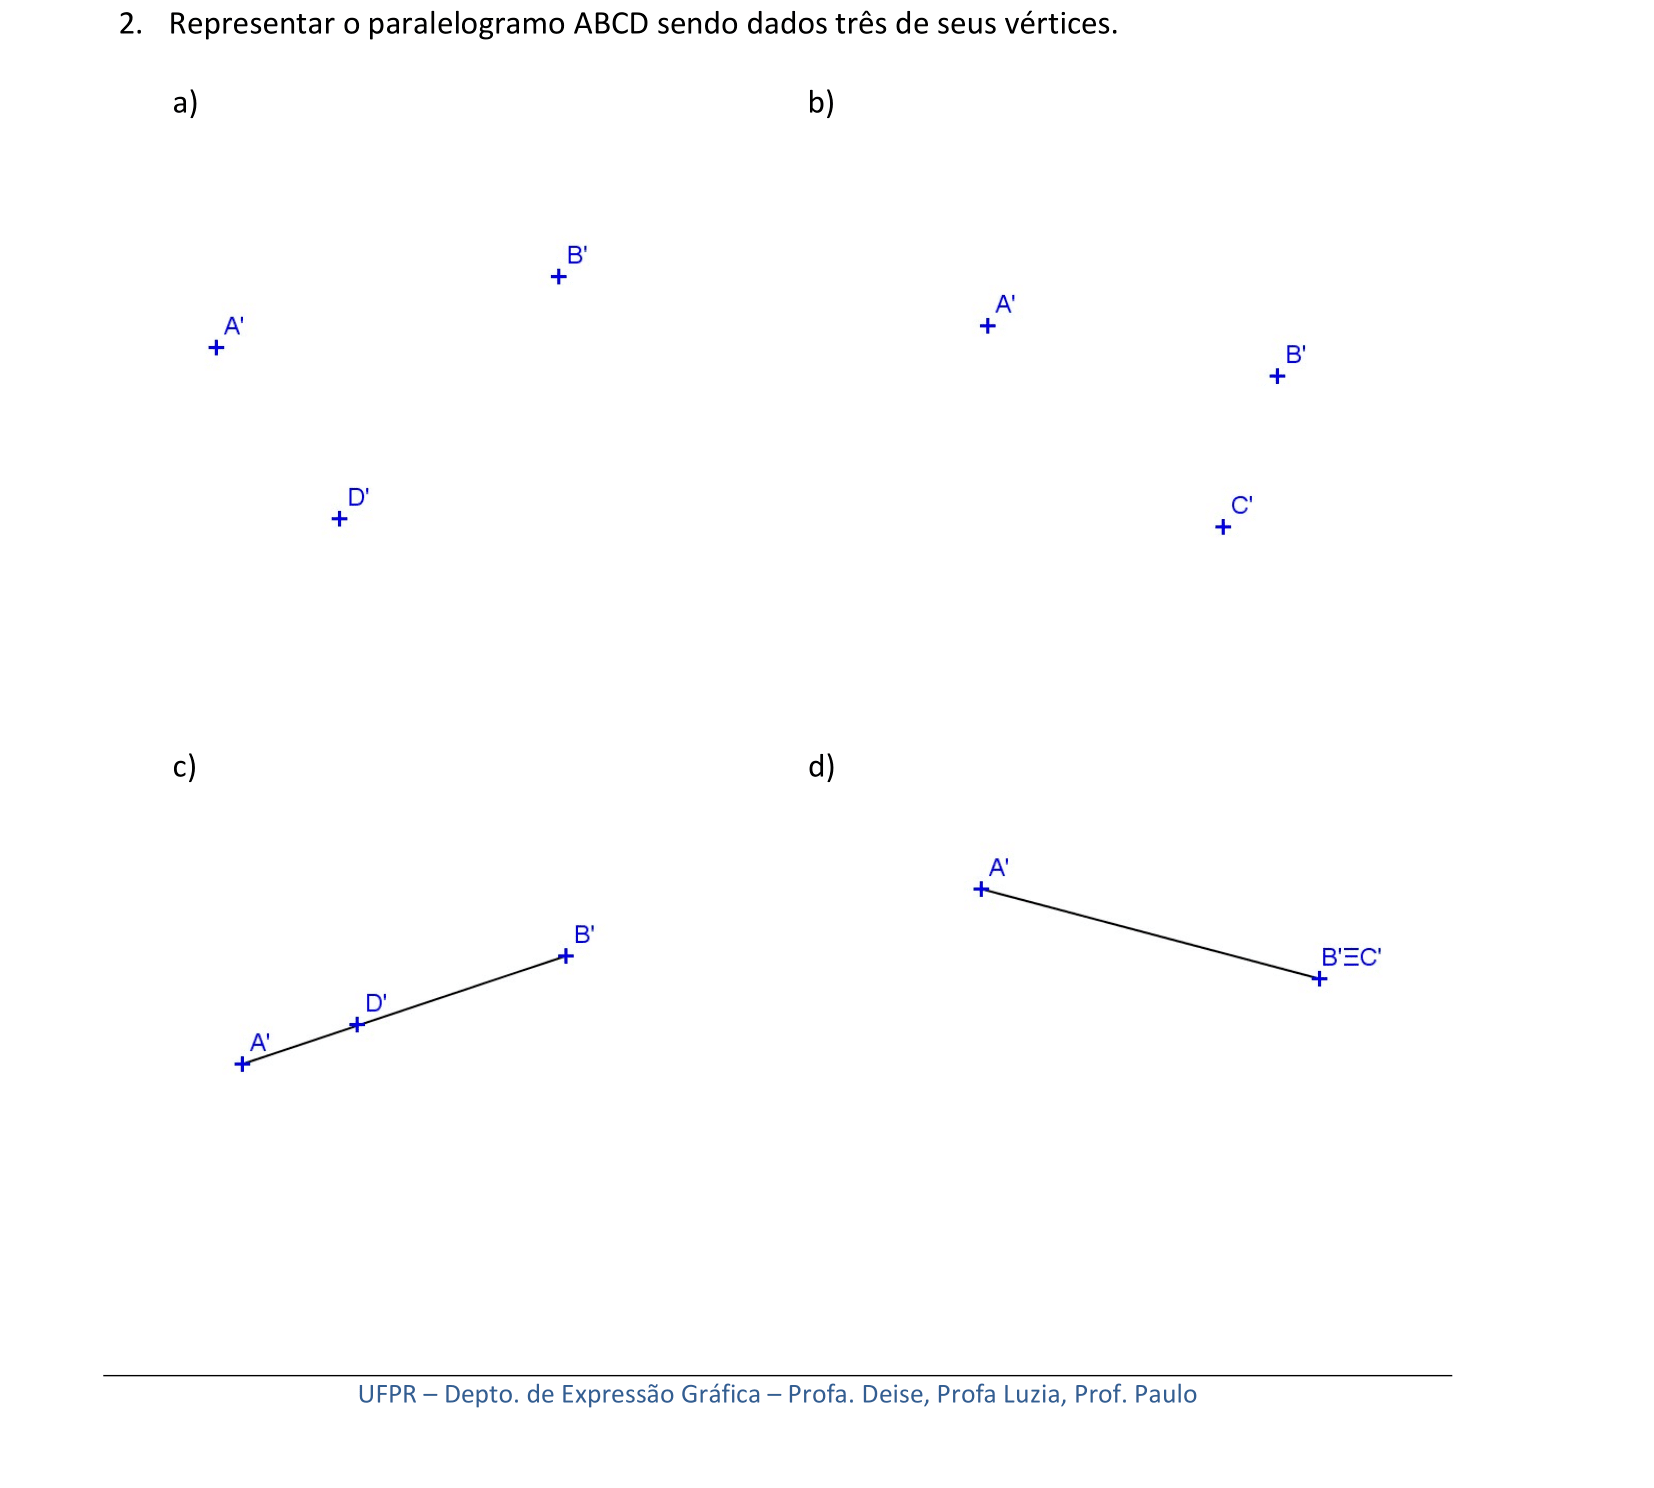 2. Representar o paralelogramo ABCD sendo dados três de seus vértices.
a)
b)
B'
A'
D'
A'
B'
C'
c)
d)
B'
D'
A'
A'
B'ΞC'
UFPR – Depto. de Expressão Gráfica – Profa. Deise, Profa Luzia, Prof. Paulo